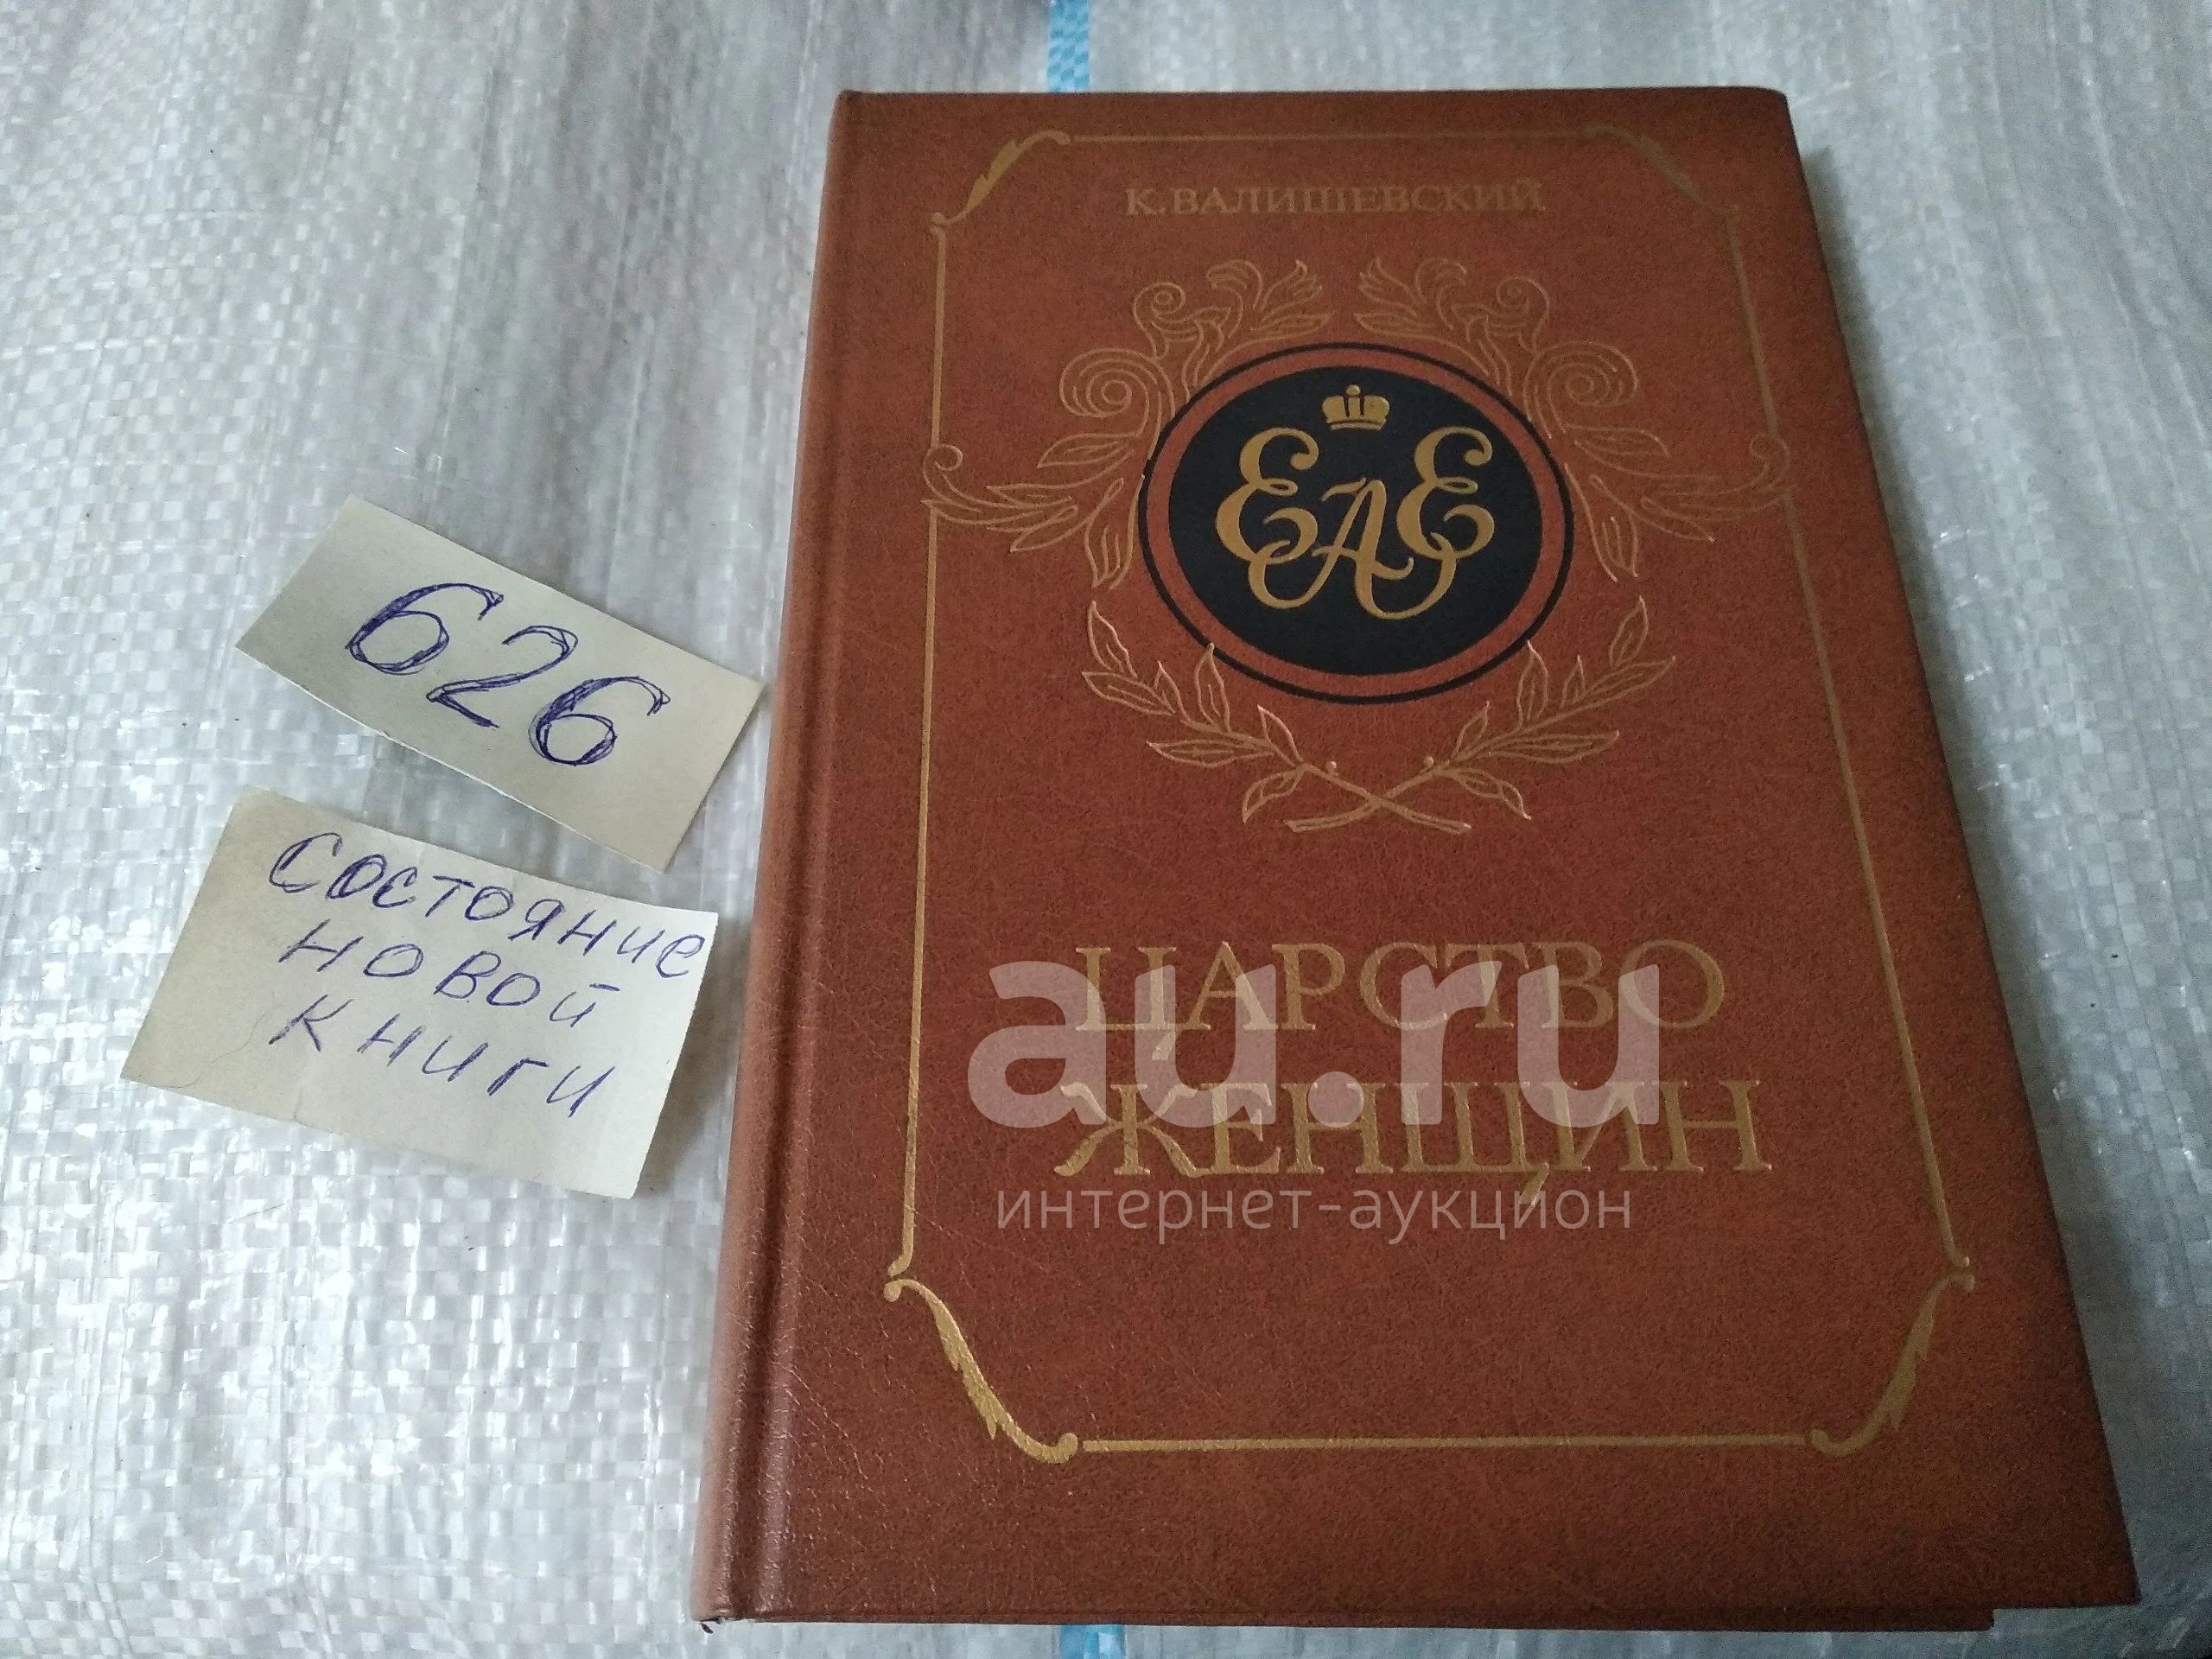 К. ВАЛИШЕВСКИЙ
ЕАЕ
ЦАРСТВО
ЖЕНЩИН
626
Состояние
новой
книги
au.ru
интернет-аукцион